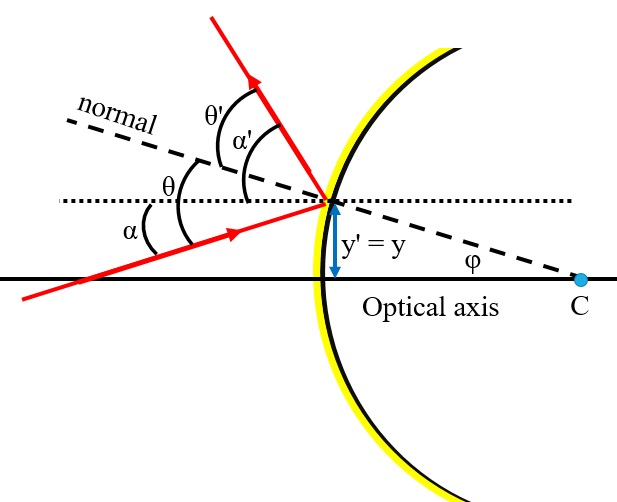 normal
θ'
α'
θ
α
y' = y
φ
Optical axis
C